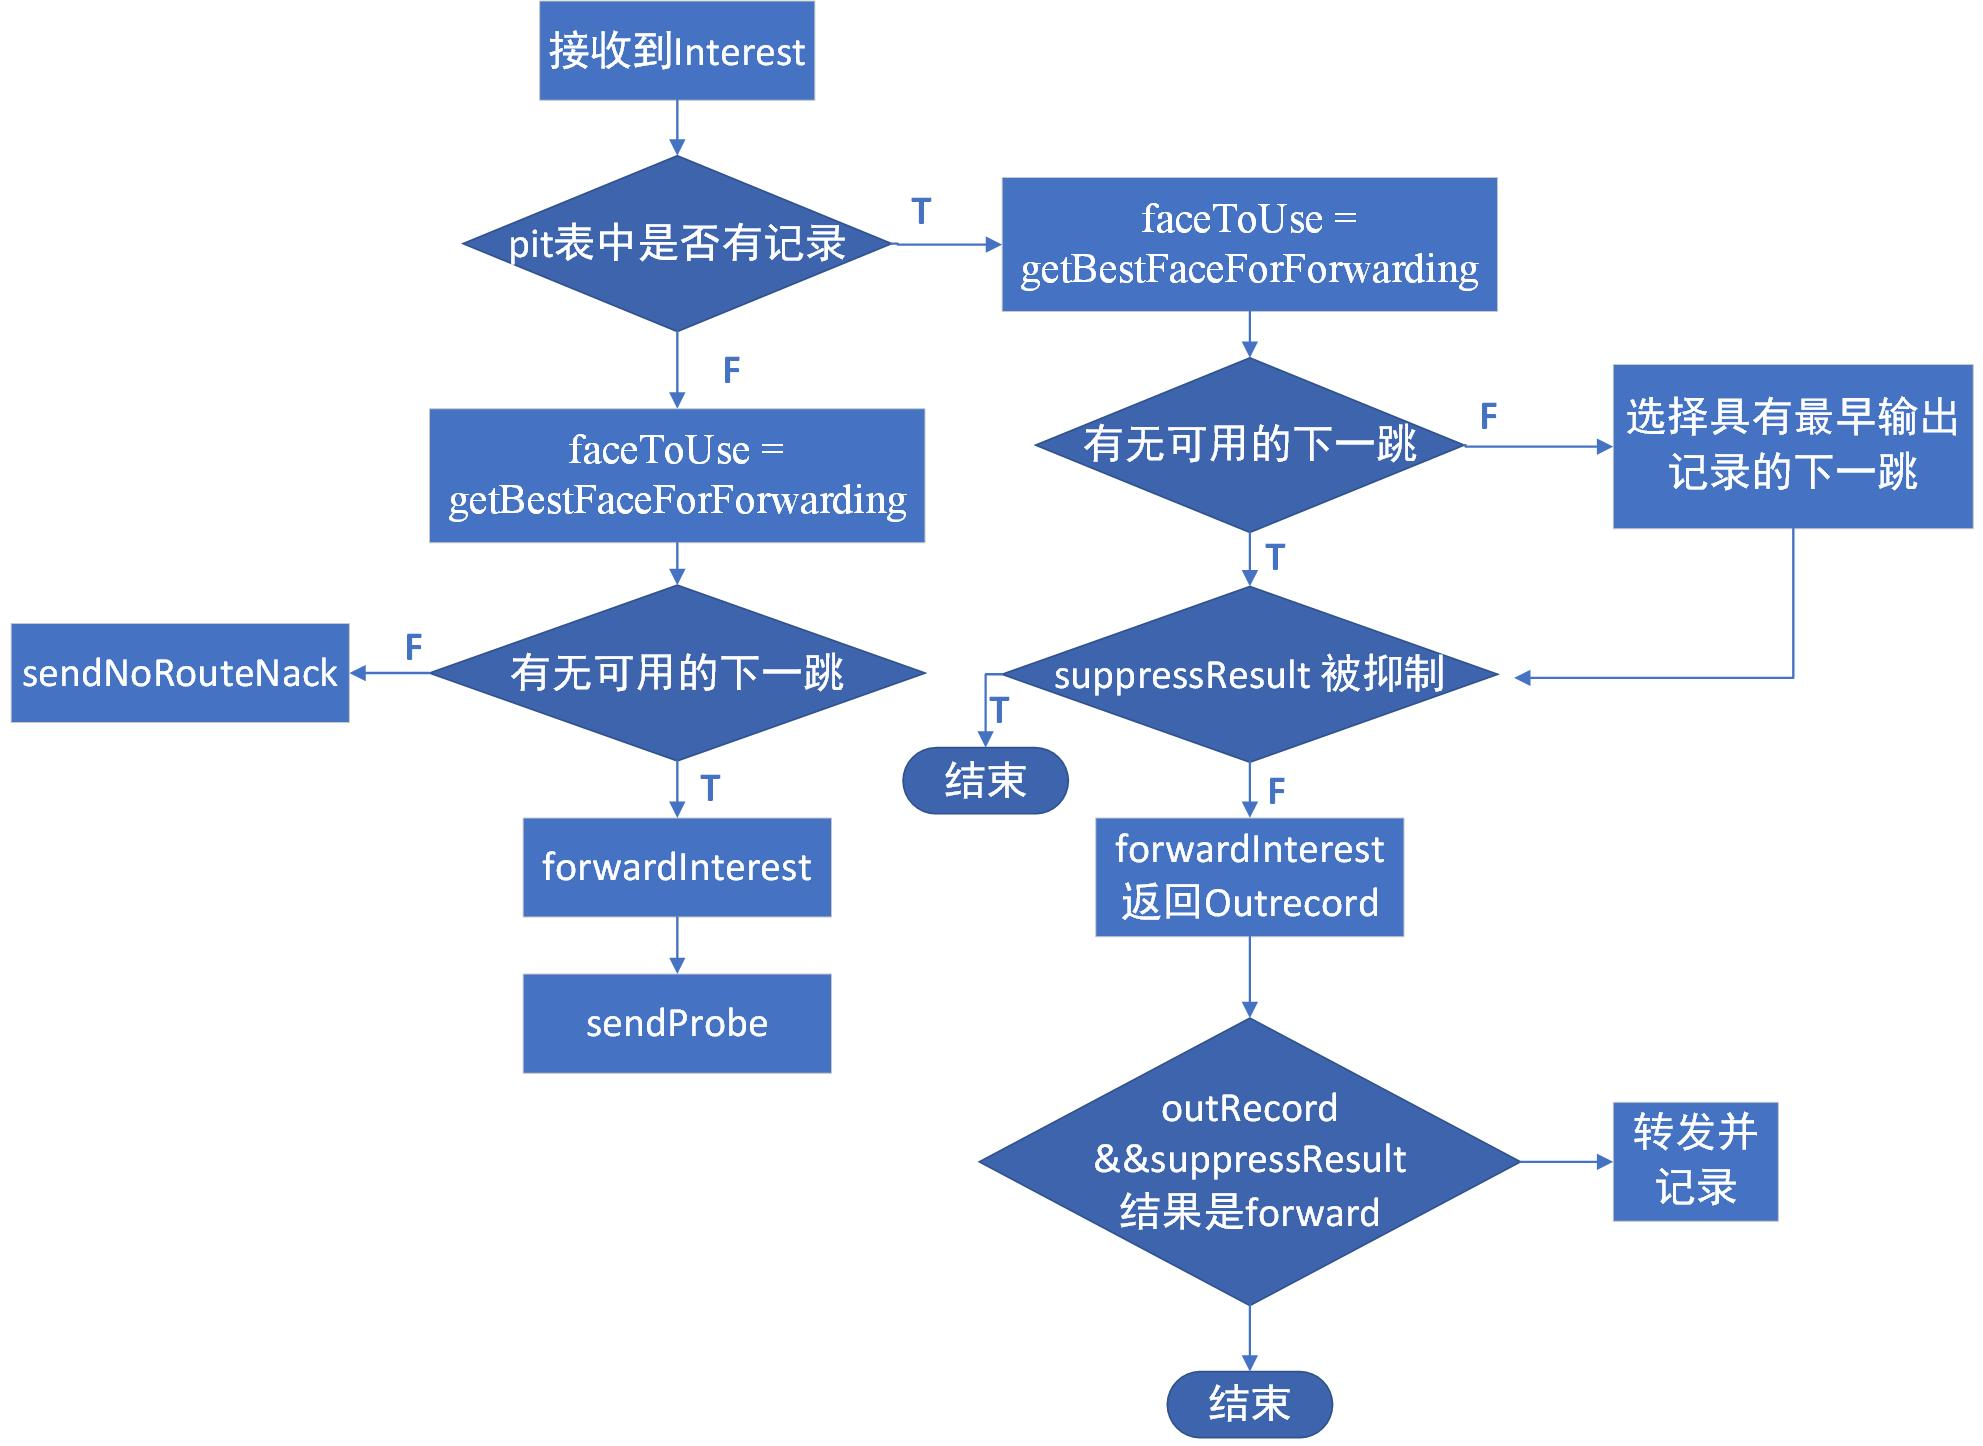 接收到Interest
pit表中是否有记录
T
faceToUse =
getBestFaceForForwarding
F
faceToUse =
getBestFaceForForwarding
有无可用的下一跳
F
选择具有最早输出
记录的下一跳
T
sendNoRouteNack
F
有无可用的下一跳
suppressResult 被抑制
T
结束
T
F
forwardInterest
forwardInterest
返回Outrecord
sendProbe
outRecord
&&suppressResult
结果是forward
转发并
记录
结束